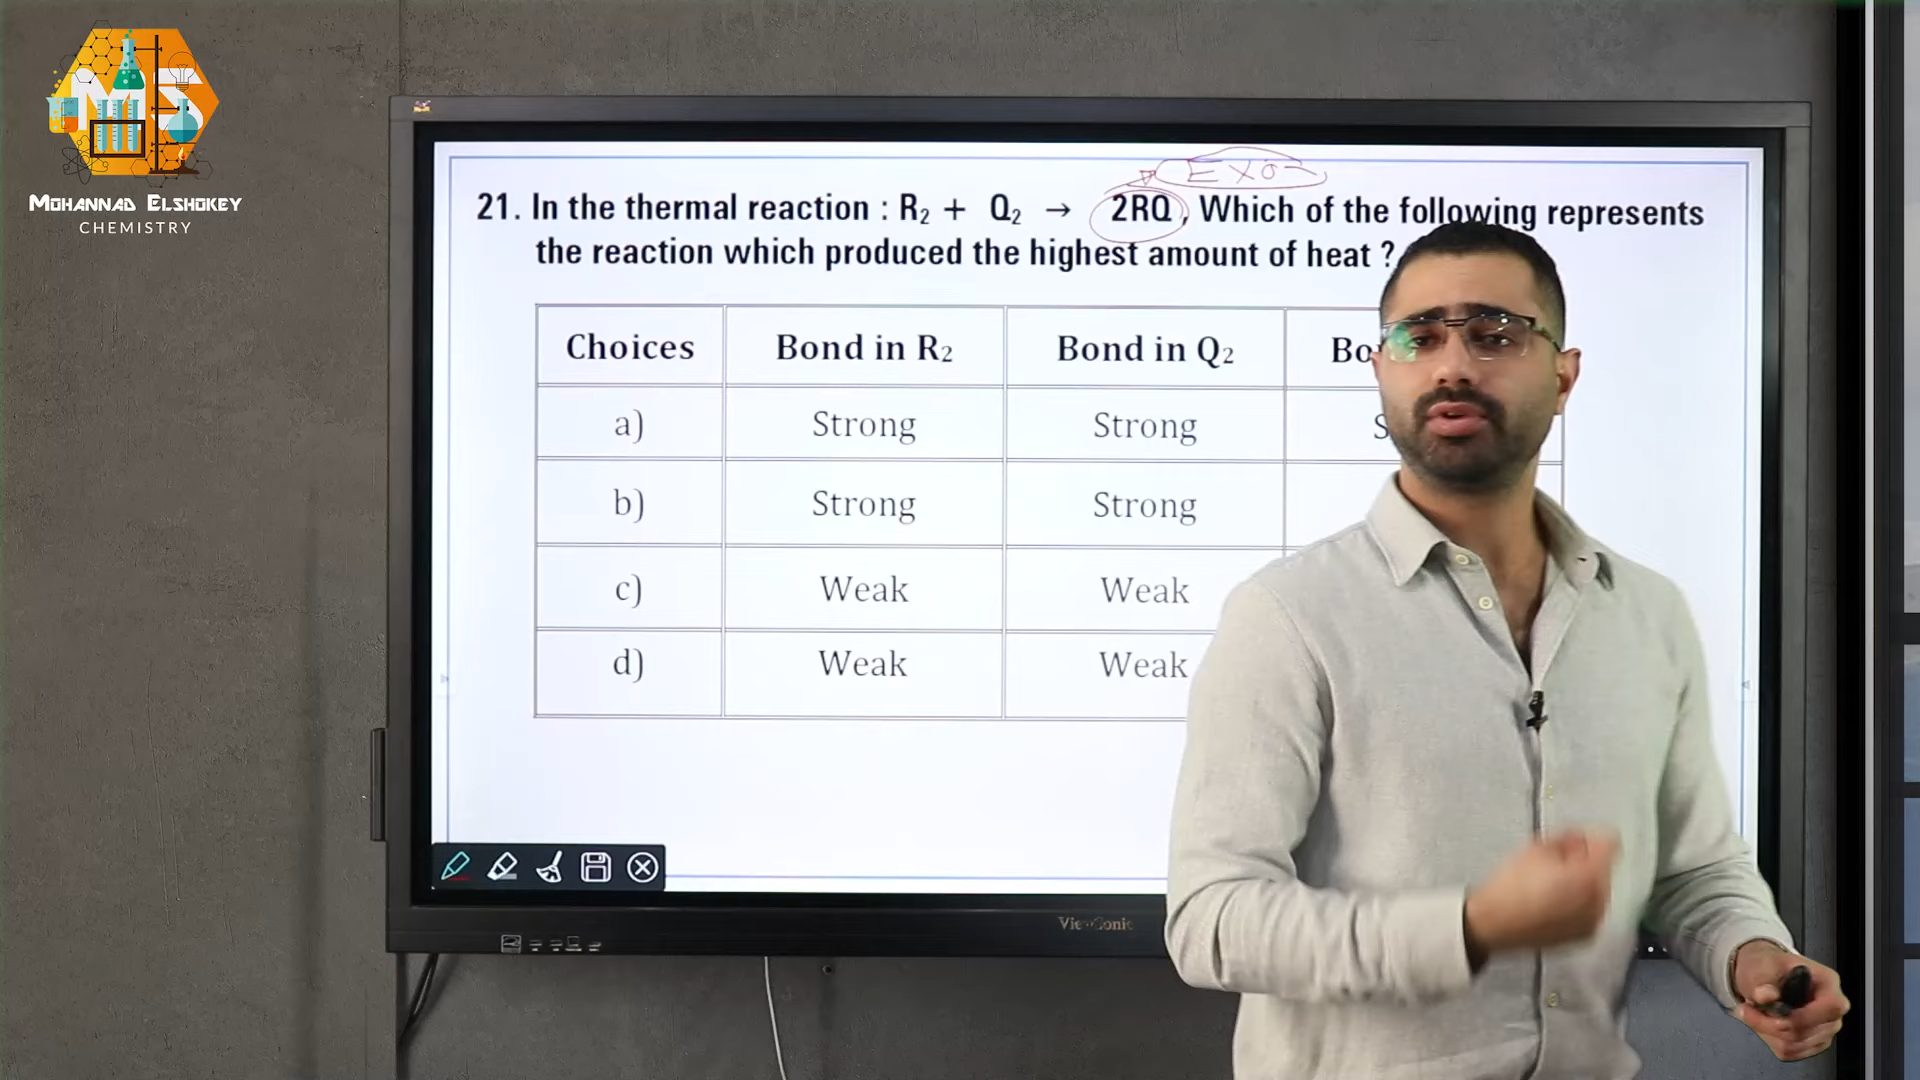 MOHANNAD ELSHOKEY
CHEMISTRY
MS
EXO
21. In the thermal reaction : R₂ + Q₂ → 2RQ, Which of the following represents
the reaction which produced the highest amount of heat ?
Choices Bond in R₂ Bond in Q₂ Bo
a) Strong Strong S
b) Strong Strong
c) Weak Weak
d) Weak Weak
ViewSonic